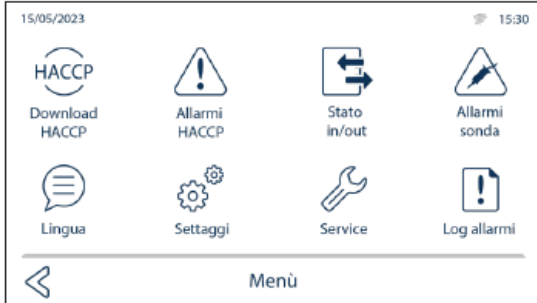 15/05/2023 15:30
HACCP
Download Allarmi Stato Allarmi
HACCP HACCP in/out sonda
Lingua Settaggi Service Log allarmi
Menù